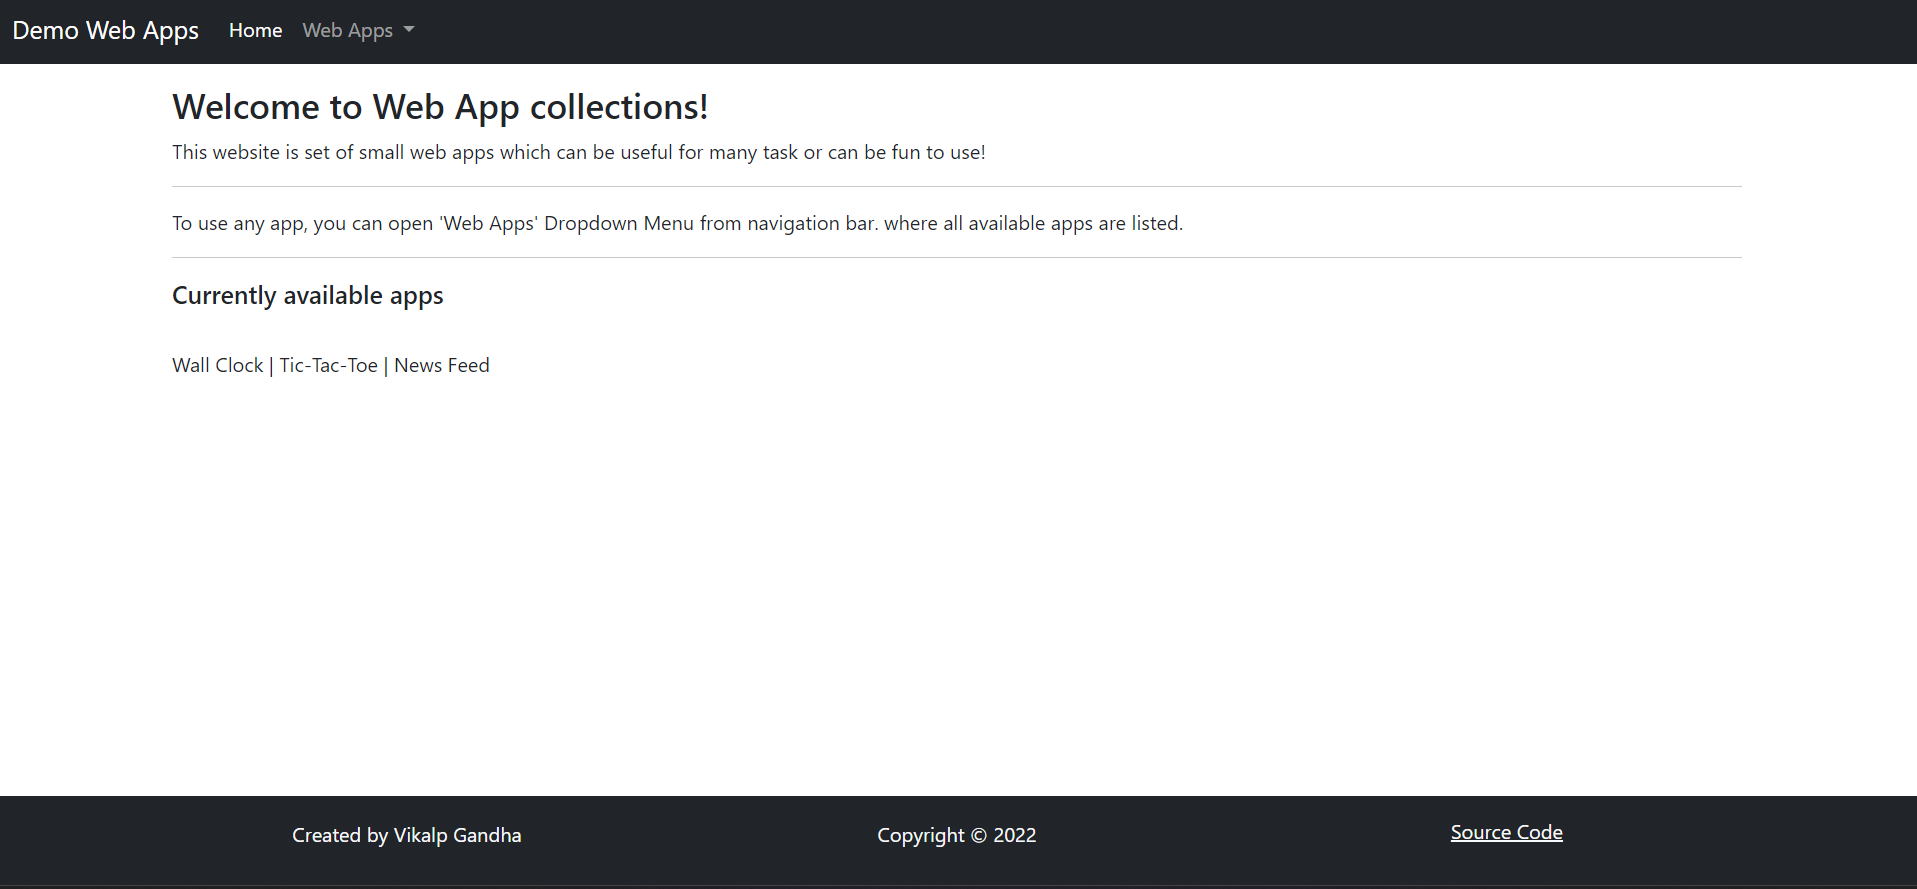 Demo Web Apps Home Web Apps
Welcome to Web App collections!
This website is set of small web apps which can be useful for many task or can be fun to use!
To use any app, you can open 'Web Apps' Dropdown Menu from navigation bar. where all available apps are listed.
Currently available apps
Wall Clock | Tic-Tac-Toe | News Feed
Created by Vikalp Gandha Copyright © 2022 Source Code